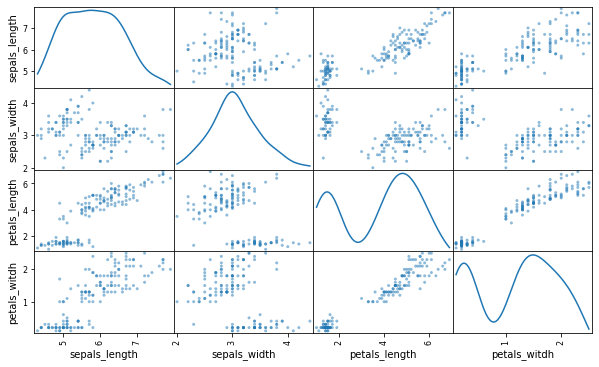 sepals_length
7
6
5
sepals_width
4
3
2
petals_length
6
4
2
petals_witdh
2
1
5 6 7 2 3 4 2 4 6 1 2
sepals_length sepals_width petals_length petals_witdh